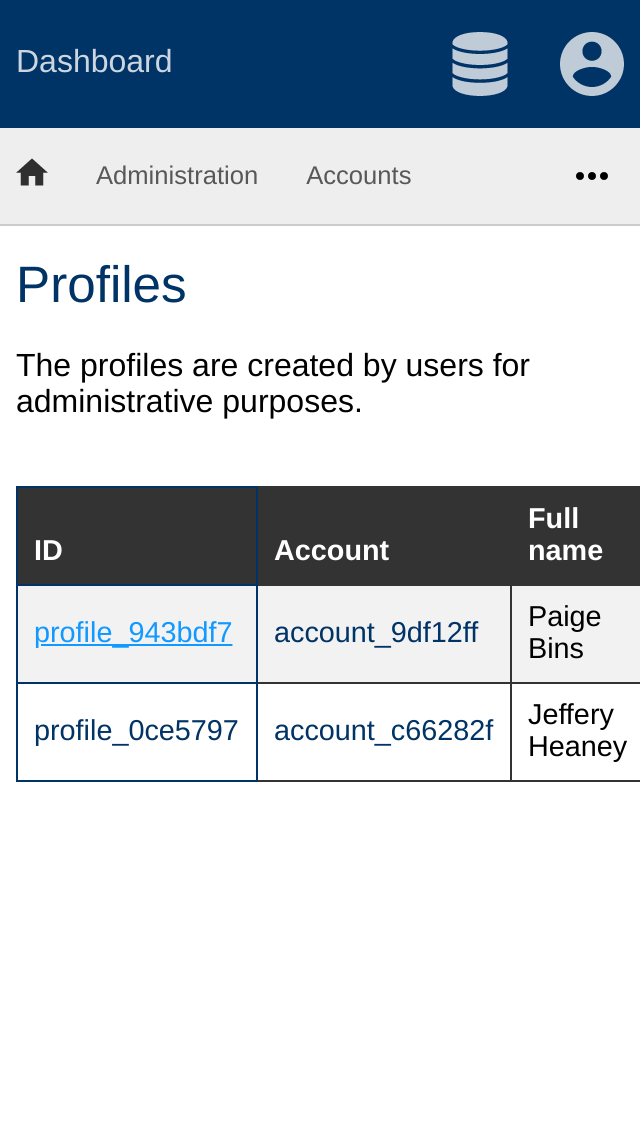 Dashboard
Administration Accounts
Profiles
The profiles are created by users for
administrative purposes.
ID Account Full name
profile_943bdf7 account_9df12ff Paige Bins
profile_0ce5797 account_c66282f Jeffery Heaney